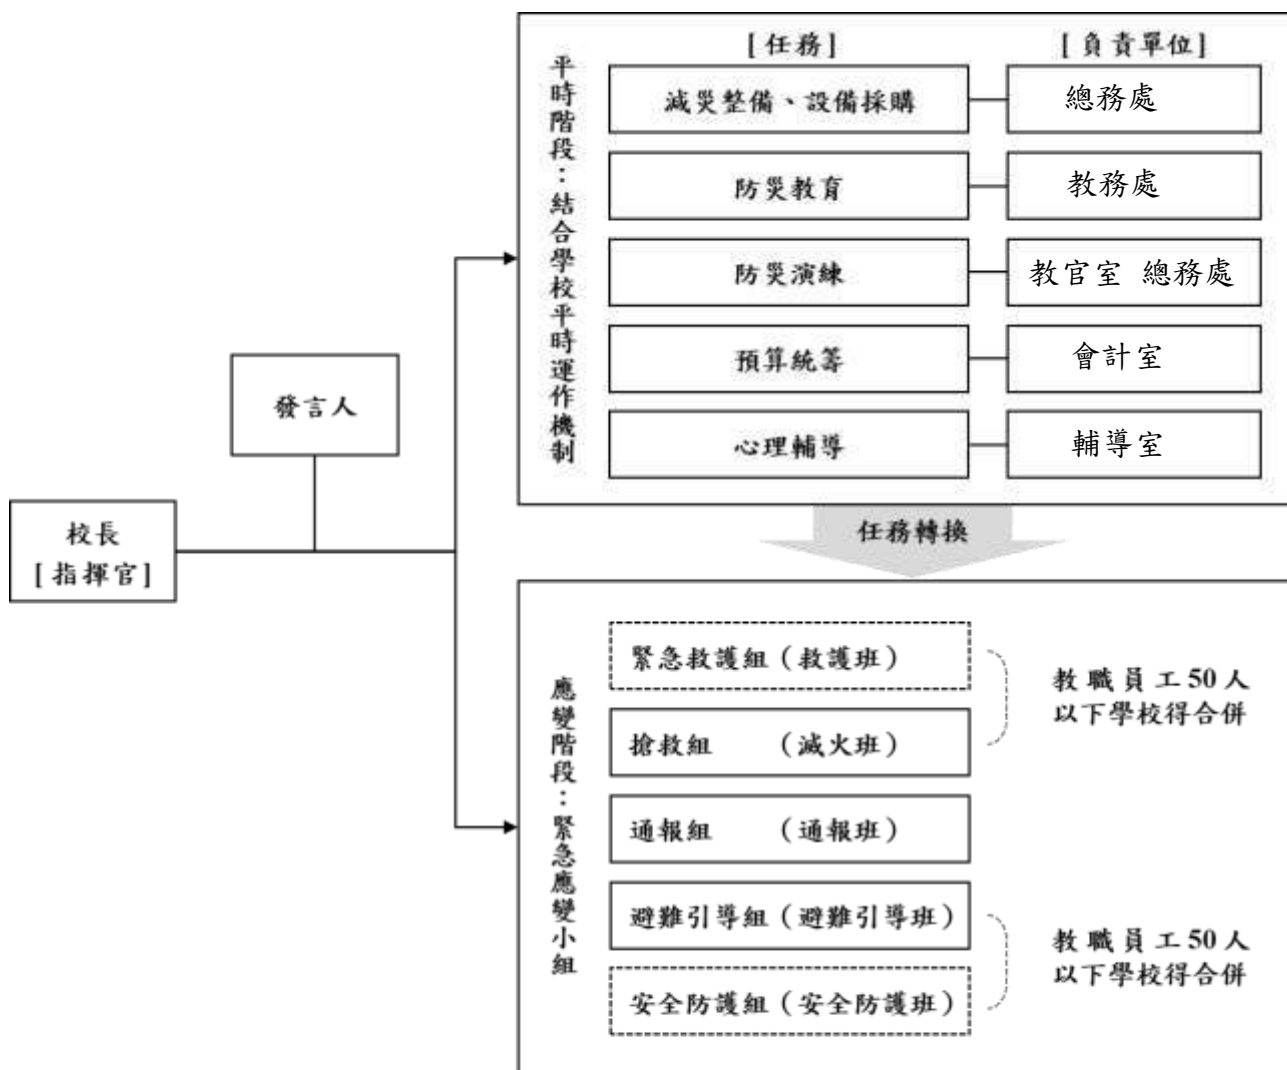 [任務]
[負責單位]
平時階段：結合學校平時運作機制
減災整備、設備採購
總務處
防災教育
教務處
防災演練
教官室 總務處
預算統籌
會計室
心理輔導
輔導室
發言人
校長
[指揮官]
任務轉換
應變階段：緊急應變小組
緊急救護組（救護班）
搶救組 （滅火班）
教職員工50人
以下學校得合併
通報組 （通報班）
避難引導組（避難引導班）
安全防護組（安全防護班）
教職員工50人
以下學校得合併